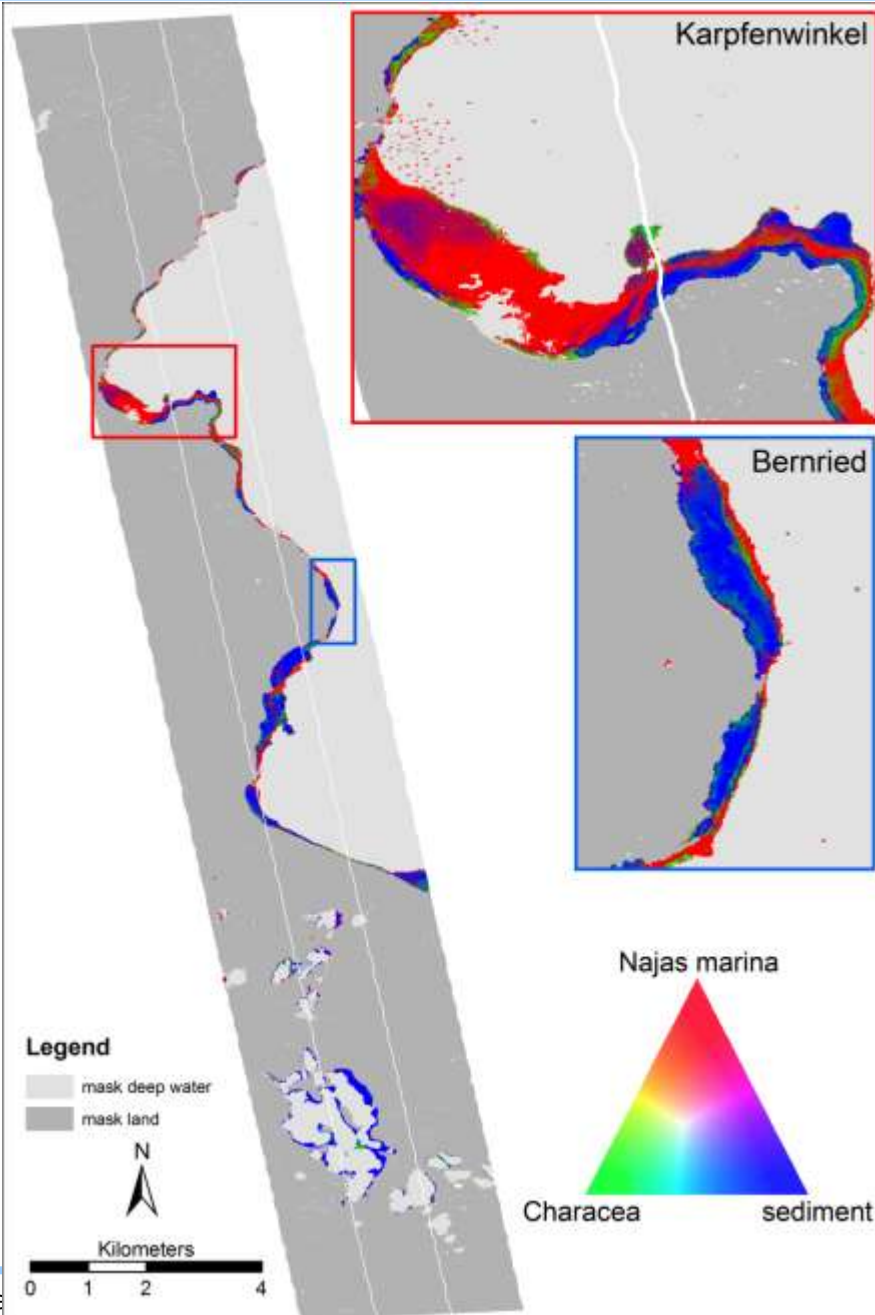 Karpfenwinkel
Bernried
Najas marina
Characea
sediment
Legend
mask deep water
mask land
N
Kilometers
0 1 2 4